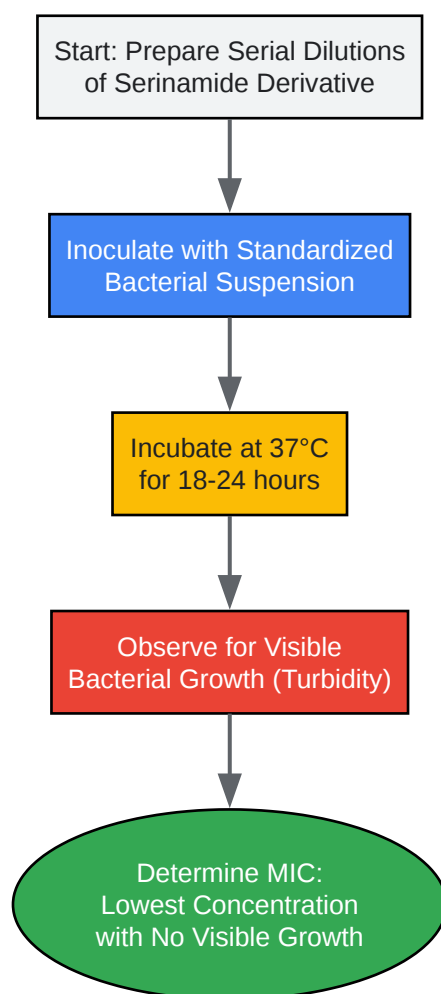 Start: Prepare Serial Dilutions
of Serinamide Derivative
Inoculate with Standardized
Bacterial Suspension
Incubate at 37°C
for 18-24 hours
Observe for Visible
Bacterial Growth (Turbidity)
Determine MIC:
Lowest Concentration
with No Visible Growth